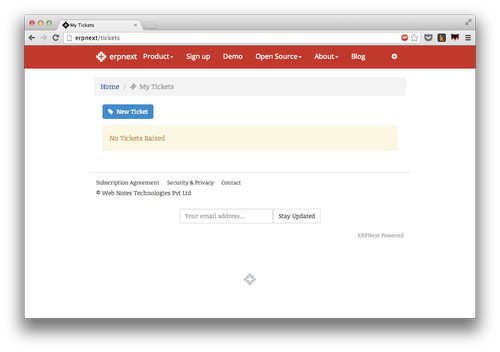 My Tickets
erpnext/tickets
erpnext Product Sign up Demo Open Source About Blog
Home / My Tickets
New Ticket
No Tickets Raised
Subscription Agreement Security & Privacy Contact
© Web Notes Technologies Pvt Ltd
Your email address... Stay Updated
ERPNext Powered